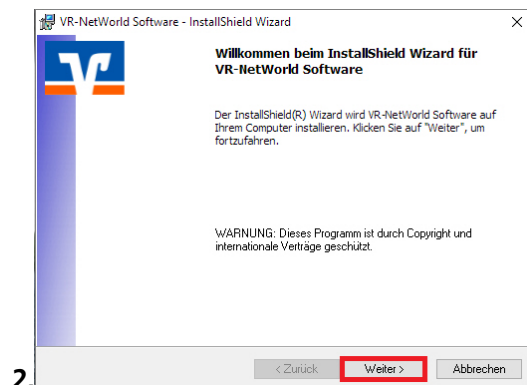 VR-NetWorld Software - InstallShield Wizard
Willkommen beim InstallShield Wizard für
VR-NetWorld Software
Der InstallShield(R) Wizard wird VR-NetWorld Software auf
Ihrem Computer installieren. Klicken Sie auf "Weiter", um
fortzufahren.
WARNUNG: Dieses Programm ist durch Copyright und
internationale Verträge geschützt.
2. < Zurück Weiter > Abbrechen